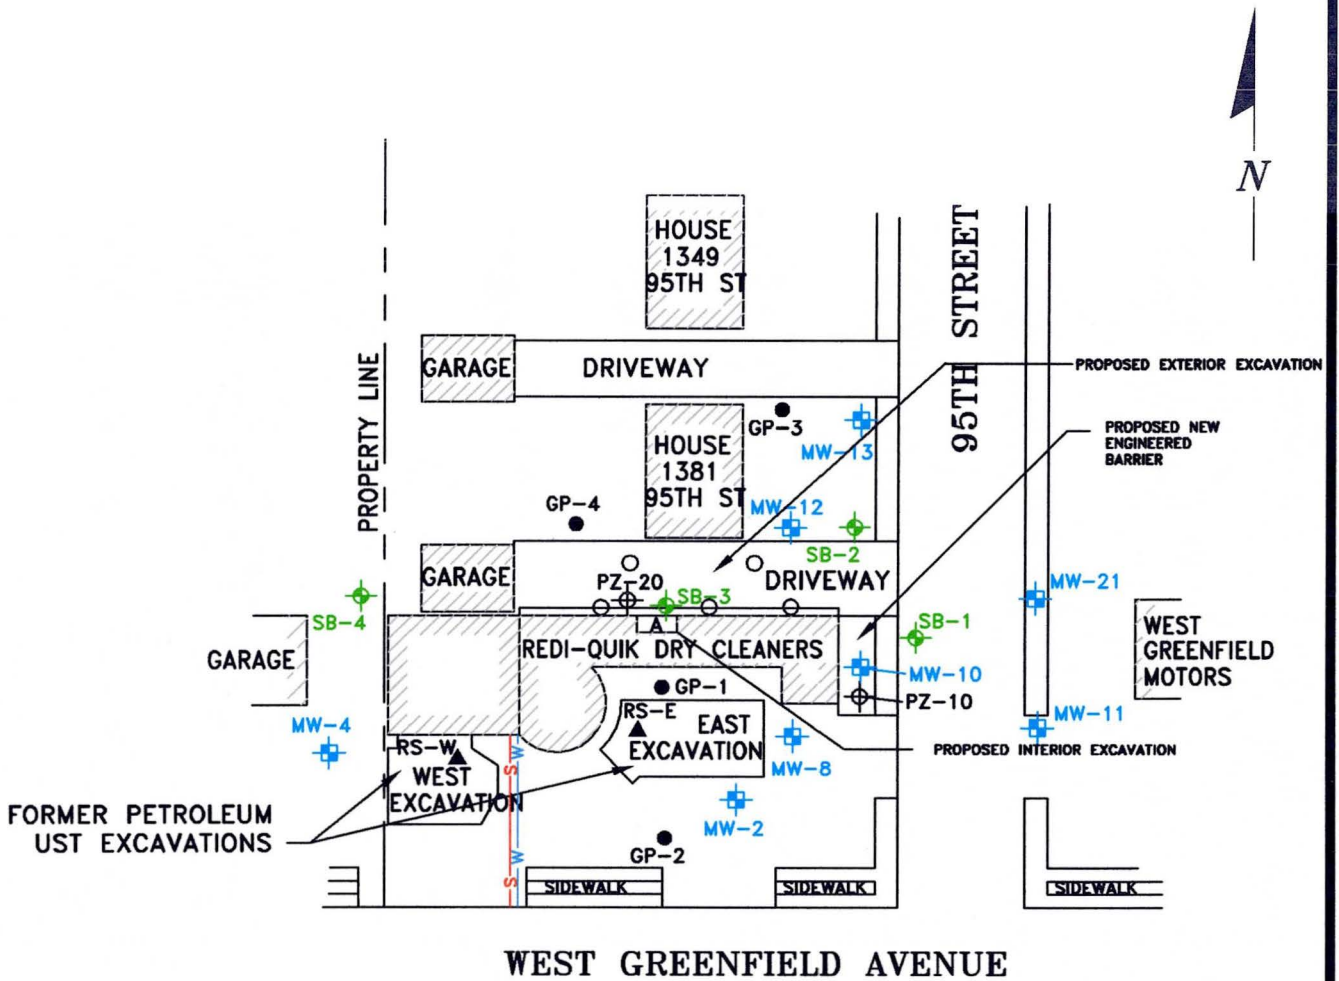 N
HOUSE
1349
95TH ST
95TH STREET
GARAGE
DRIVEWAY
PROPERTY LINE
PROPOSED EXTERIOR EXCAVATION
GP-3
MW-13
PROPOSED NEW
ENGINEERED
BARRIER
HOUSE
1381
95TH ST
GP-4
MW-12
SB-2
GARAGE
PZ-20
DRIVEWAY
SB-3
MW-21
SB-4
A
SB-1
GARAGE
REDI-QUIK DRY CLEANERS
WEST
GREENFIELD
MOTORS
MW-10
GP-1
PZ-10
MW-4
RS-E
EAST
EXCAVATION
MW-11
RS-W
WEST
EXCAVATION
W
S
MW-8
PROPOSED INTERIOR EXCAVATION
FORMER PETROLEUM
UST EXCAVATIONS
MW-2
GP-2
W
S
SIDEWALK
SIDEWALK
SIDEWALK
WEST GREENFIELD AVENUE